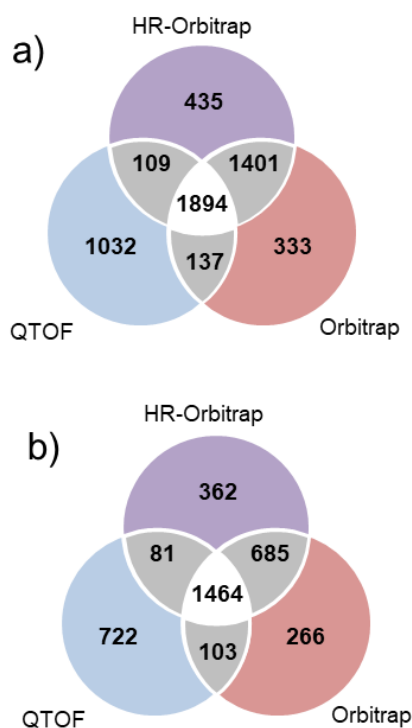 a)
HR-Orbitrap
435
109
1401
1894
1032
137
333
QTOF
Orbitrap
b)
HR-Orbitrap
362
81
685
1464
722
103
266
QTOF
Orbitrap